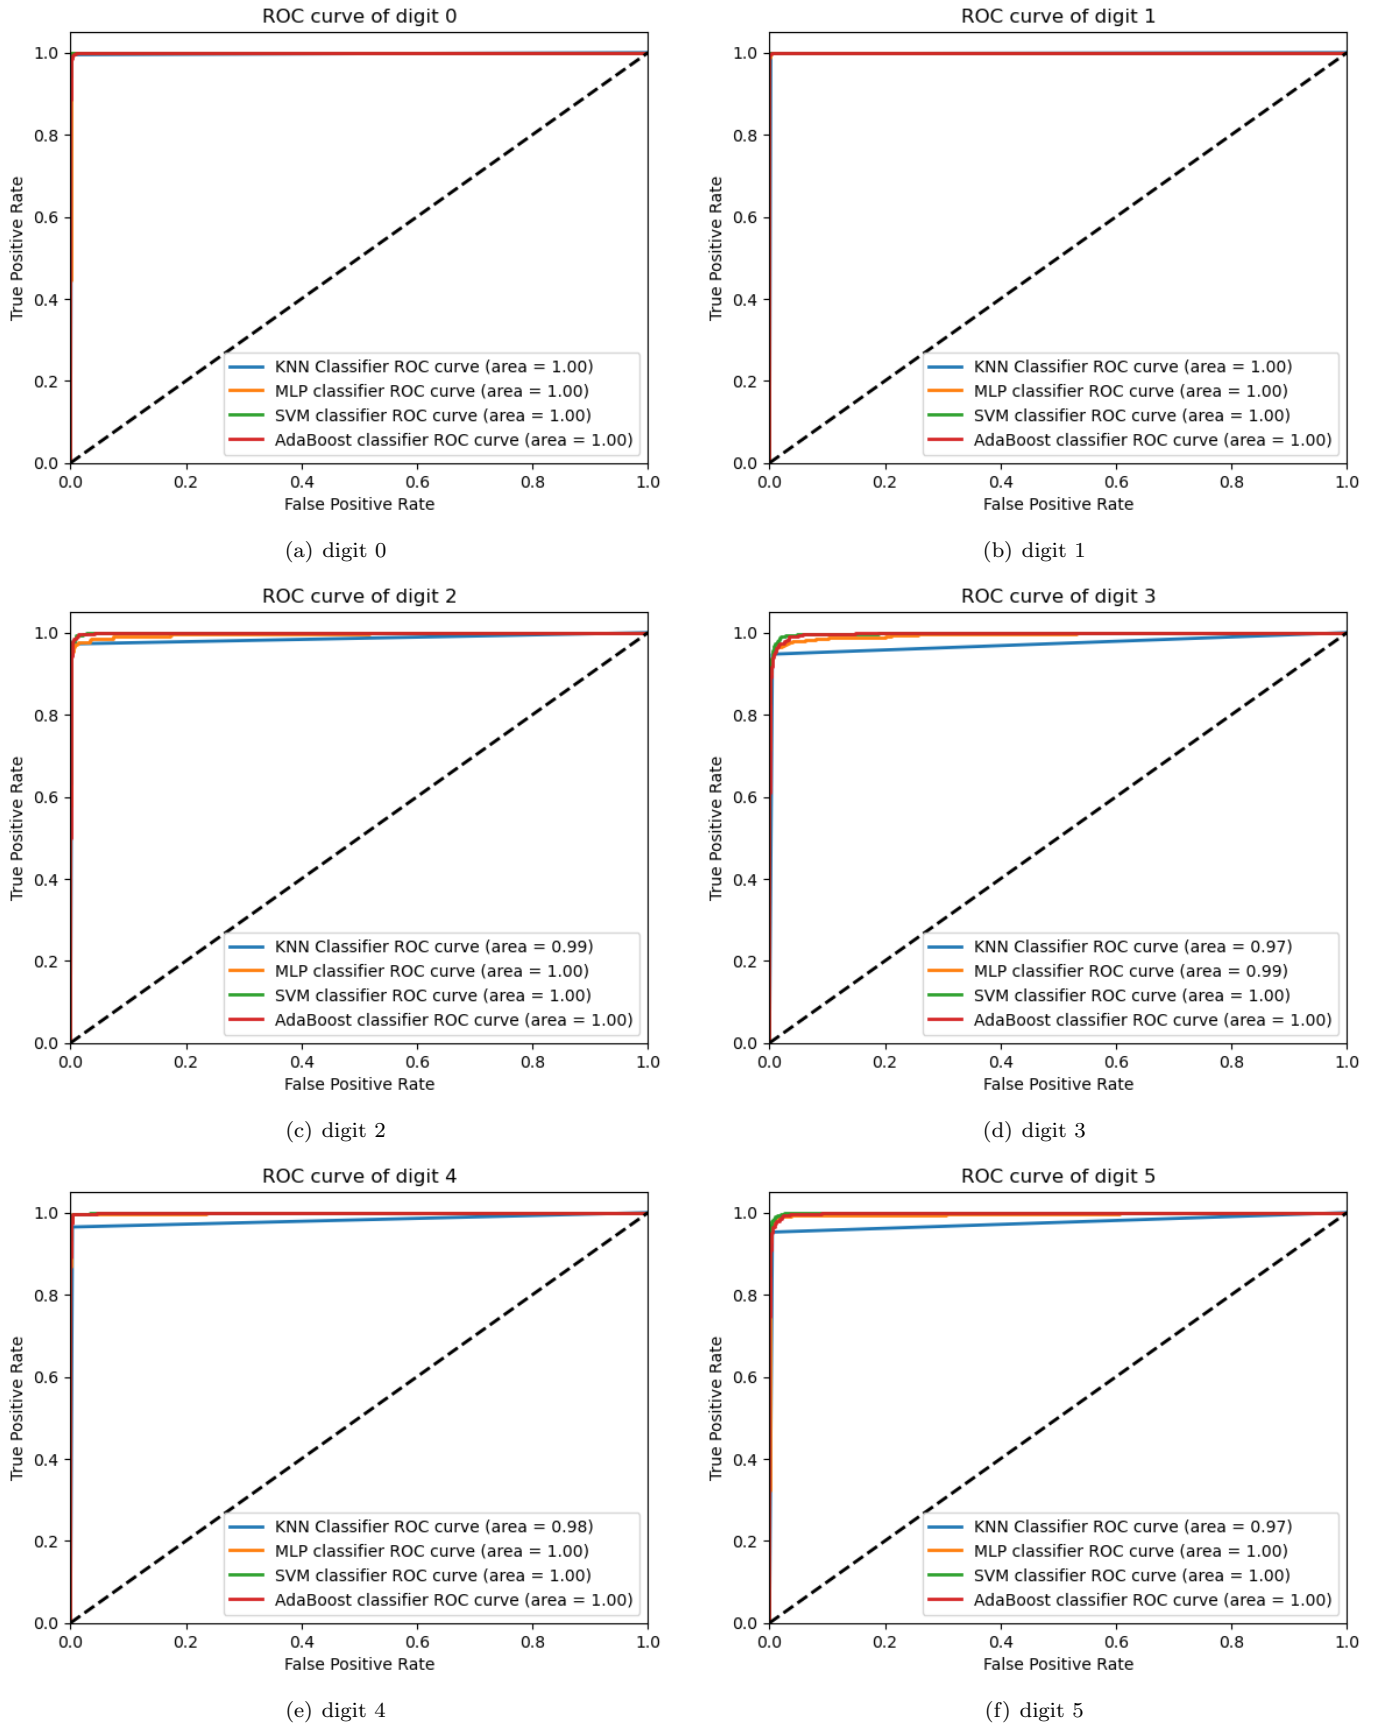 ROC curve of digit 0
1.0
0.8
0.6
0.4
0.2
0.0
True Positive Rate
KNN Classifier ROC curve (area = 1.00)
MLP classifier ROC curve (area = 1.00)
SVM classifier ROC curve (area = 1.00)
AdaBoost classifier ROC curve (area = 1.00)
0.0 0.2 0.4 0.6 0.8 1.0
False Positive Rate
(a) digit 0
ROC curve of digit 1
1.0
0.8
0.6
0.4
0.2
0.0
True Positive Rate
KNN Classifier ROC curve (area = 1.00)
MLP classifier ROC curve (area = 1.00)
SVM classifier ROC curve (area = 1.00)
AdaBoost classifier ROC curve (area = 1.00)
0.0 0.2 0.4 0.6 0.8 1.0
False Positive Rate
(b) digit 1
ROC curve of digit 2
1.0
0.8
0.6
0.4
0.2
0.0
True Positive Rate
KNN Classifier ROC curve (area = 0.99)
MLP classifier ROC curve (area = 1.00)
SVM classifier ROC curve (area = 1.00)
AdaBoost classifier ROC curve (area = 1.00)
0.0 0.2 0.4 0.6 0.8 1.0
False Positive Rate
(c) digit 2
ROC curve of digit 3
1.0
0.8
0.6
0.4
0.2
0.0
True Positive Rate
KNN Classifier ROC curve (area = 0.97)
MLP classifier ROC curve (area = 0.99)
SVM classifier ROC curve (area = 1.00)
AdaBoost classifier ROC curve (area = 1.00)
0.0 0.2 0.4 0.6 0.8 1.0
False Positive Rate
(d) digit 3
ROC curve of digit 4
1.0
0.8
0.6
0.4
0.2
0.0
True Positive Rate
KNN Classifier ROC curve (area = 0.98)
MLP classifier ROC curve (area = 1.00)
SVM classifier ROC curve (area = 1.00)
AdaBoost classifier ROC curve (area = 1.00)
0.0 0.2 0.4 0.6 0.8 1.0
False Positive Rate
(e) digit 4
ROC curve of digit 5
1.0
0.8
0.6
0.4
0.2
0.0
True Positive Rate
KNN Classifier ROC curve (area = 0.97)
MLP classifier ROC curve (area = 1.00)
SVM classifier ROC curve (area = 1.00)
AdaBoost classifier ROC curve (area = 1.00)
0.0 0.2 0.4 0.6 0.8 1.0
False Positive Rate
(f) digit 5